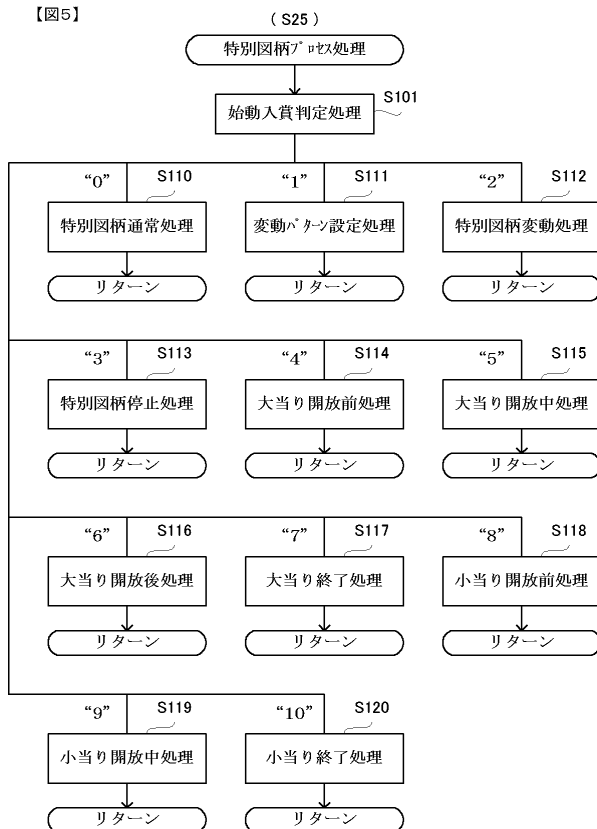 【図5】
( S25 )
特別図柄ﾌﾟﾛｾｽ処理
S101
始動入賞判定処理
“0” S110 “1” S111 “2” S112
特別図柄通常処理 変動ﾊﾟﾀｰﾝ設定処理 特別図柄変動処理
リターン リターン リターン
“3” S113 “4” S114 “5” S115
特別図柄停止処理 大当り開放前処理 大当り開放中処理
リターン リターン リターン
“6” S116 “7” S117 “8” S118
大当り開放後処理 大当り終了処理 小当り開放前処理
リターン リターン リターン
“9” S119 “10” S120
小当り開放中処理 小当り終了処理
リターン リターン